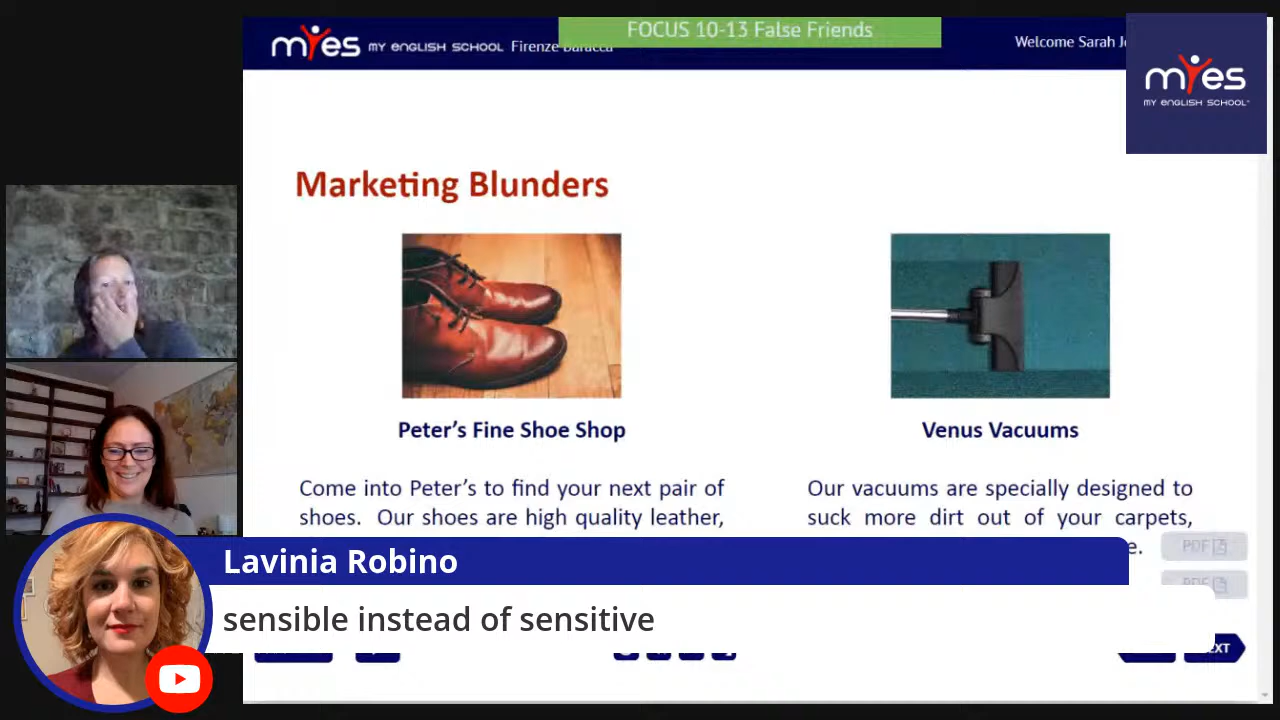 FOCUS 10-13 False Friends
myes MY ENGLISH SCHOOL Firenze Baracca
Welcome Sarah
myes
MY ENGLISH SCHOOL
Marketing Blunders
Peter's Fine Shoe Shop
Venus Vacuums
Come into Peter's to find your next pair of
shoes. Our shoes are high quality leather,
Our vacuums are specially designed to
suck more dirt out of your carpets,
PDF
PDF
Lavinia Robino
sensible instead of sensitive